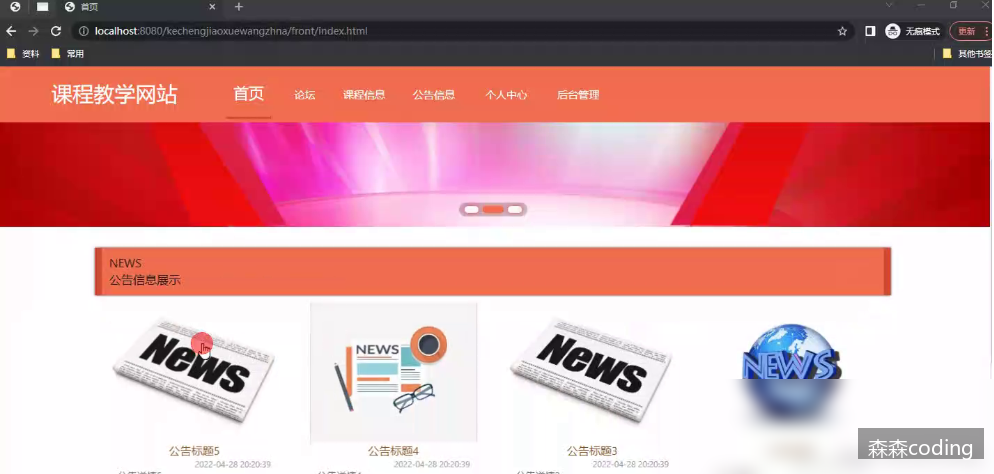 首页
localhost:8080/kechengjiaoxuewangzhna/front/index.html
无痕模式
更新
资料
常用
其他书签
课程教学网站
首页
论坛
课程信息
公告信息
个人中心
后台管理
NEWS
公告信息展示
News
NEWS
News
NEWS
公告标题5
公告标题4
公告标题3
2022-04-28 20:20:39
2022-04-28 20:20:39
2022-04-28 20:20:39
森森coding